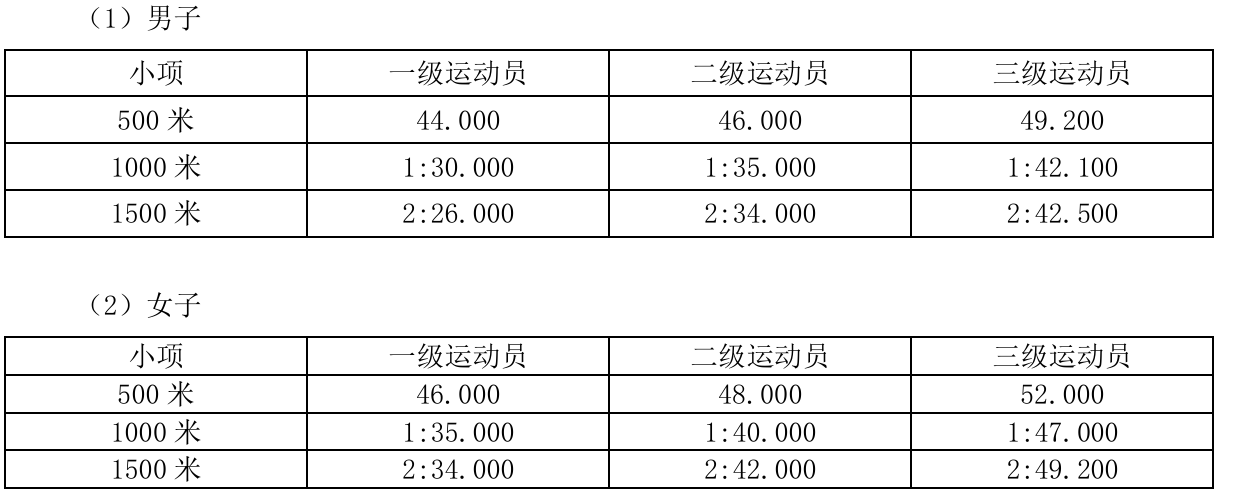 （1）男子
小项 一级运动员 二级运动员 三级运动员
500 米 44.000 46.000 49.200
1000 米 1:30.000 1:35.000 1:42.100
1500 米 2:26.000 2:34.000 2:42.500
（2）女子
小项 一级运动员 二级运动员 三级运动员
500 米 46.000 48.000 52.000
1000 米 1:35.000 1:40.000 1:47.000
1500 米 2:34.000 2:42.000 2:49.200